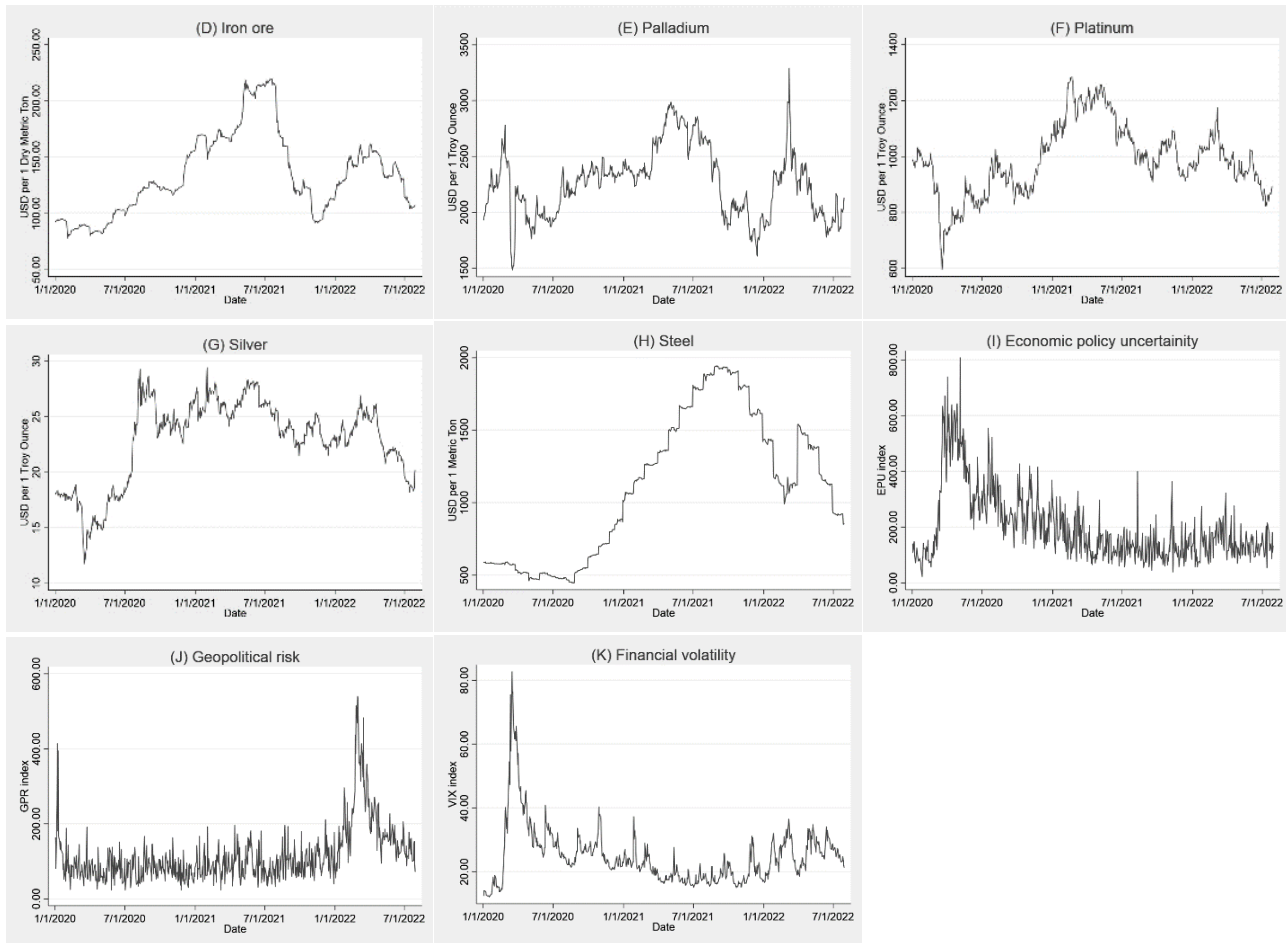 (D) Iron ore
USD per 1 Dry Metric Ton
250.00
200.00
150.00
100.00
50.00
1/1/2020 7/1/2020 1/1/2021 7/1/2021 1/1/2022 7/1/2022
Date
(E) Palladium
USD per 1 Troy Ounce
3500
3000
2500
2000
1500
1/1/2020 7/1/2020 1/1/2021 7/1/2021 1/1/2022 7/1/2022
Date
(F) Platinum
USD per 1 Troy Ounce
1400
1200
1000
800
600
1/1/2020 7/1/2020 1/1/2021 7/1/2021 1/1/2022 7/1/2022
Date
(G) Silver
USD per 1 Troy Ounce
30
25
20
15
10
1/1/2020 7/1/2020 1/1/2021 7/1/2021 1/1/2022 7/1/2022
Date
(H) Steel
USD per 1 Metric Ton
2000
1500
1000
500
1/1/2020 7/1/2020 1/1/2021 7/1/2021 1/1/2022 7/1/2022
Date
(I) Economic policy uncertainity
EPU index
800.00
600.00
400.00
200.00
0.00
1/1/2020 7/1/2020 1/1/2021 7/1/2021 1/1/2022 7/1/2022
Date
(J) Geopolitical risk
GPR index
600.00
400.00
200.00
0.00
1/1/2020 7/1/2020 1/1/2021 7/1/2021 1/1/2022 7/1/2022
Date
(K) Financial volatility
VIX index
80.00
60.00
40.00
20.00
1/1/2020 7/1/2020 1/1/2021 7/1/2021 1/1/2022 7/1/2022
Date